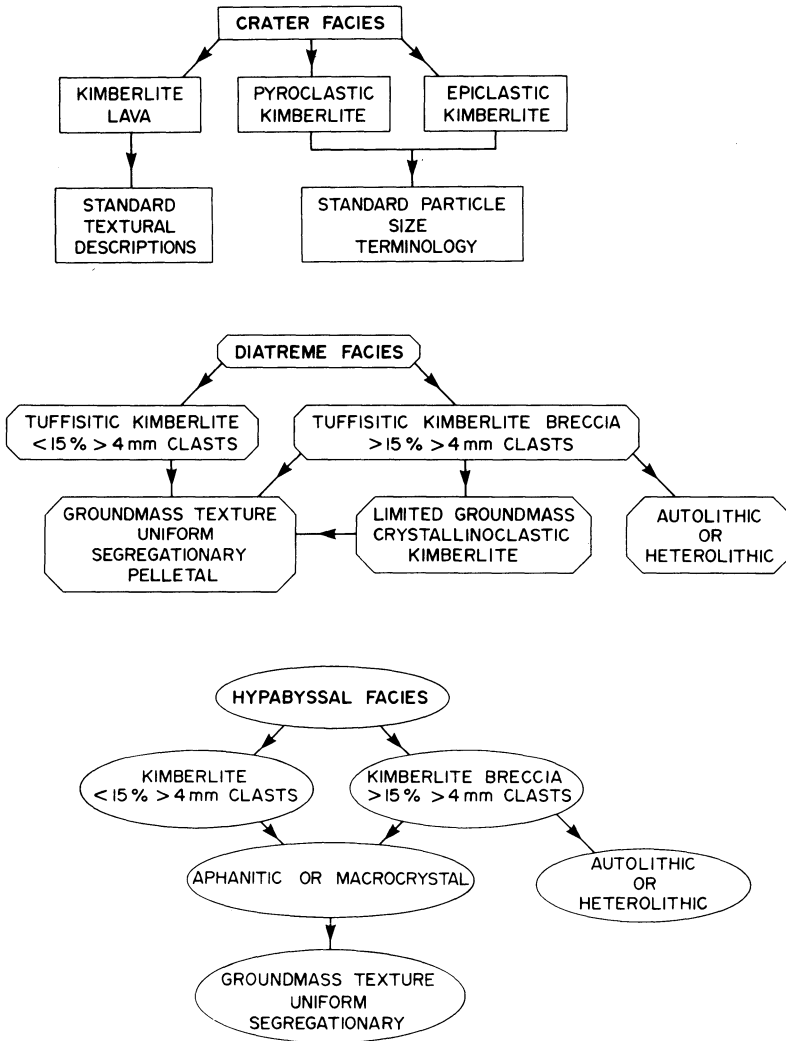 CRATER FACIES
KIMBERLITE
LAVA
PYROCLASTIC
KIMBERLITE
EPICLASTIC
KIMBERLITE
STANDARD
TEXTURAL
DESCRIPTIONS
STANDARD PARTICLE
SIZE
TERMINOLOGY
DIATREME FACIES
TUFFISITIC KIMBERLITE
<15% >4mm CLASTS
TUFFISITIC KIMBERLITE BRECCIA
>15% >4mm CLASTS
GROUNDMASS TEXTURE
UNIFORM
SEGREGATIONARY
PELLETAL
LIMITED GROUNDMASS
CRYSTALLINOCLASTIC
KIMBERLITE
AUTOLITHIC
OR
HETEROLITHIC
HYPABYSSAL FACIES
KIMBERLITE
<15% >4mm CLASTS
KIMBERLITE BRECCIA
>15% >4mm CLASTS
APHANITIC OR MACROCRYSTAL
AUTOLITHIC
OR
HETEROLITHIC
GROUNDMASS TEXTURE
UNIFORM
SEGREGATIONARY